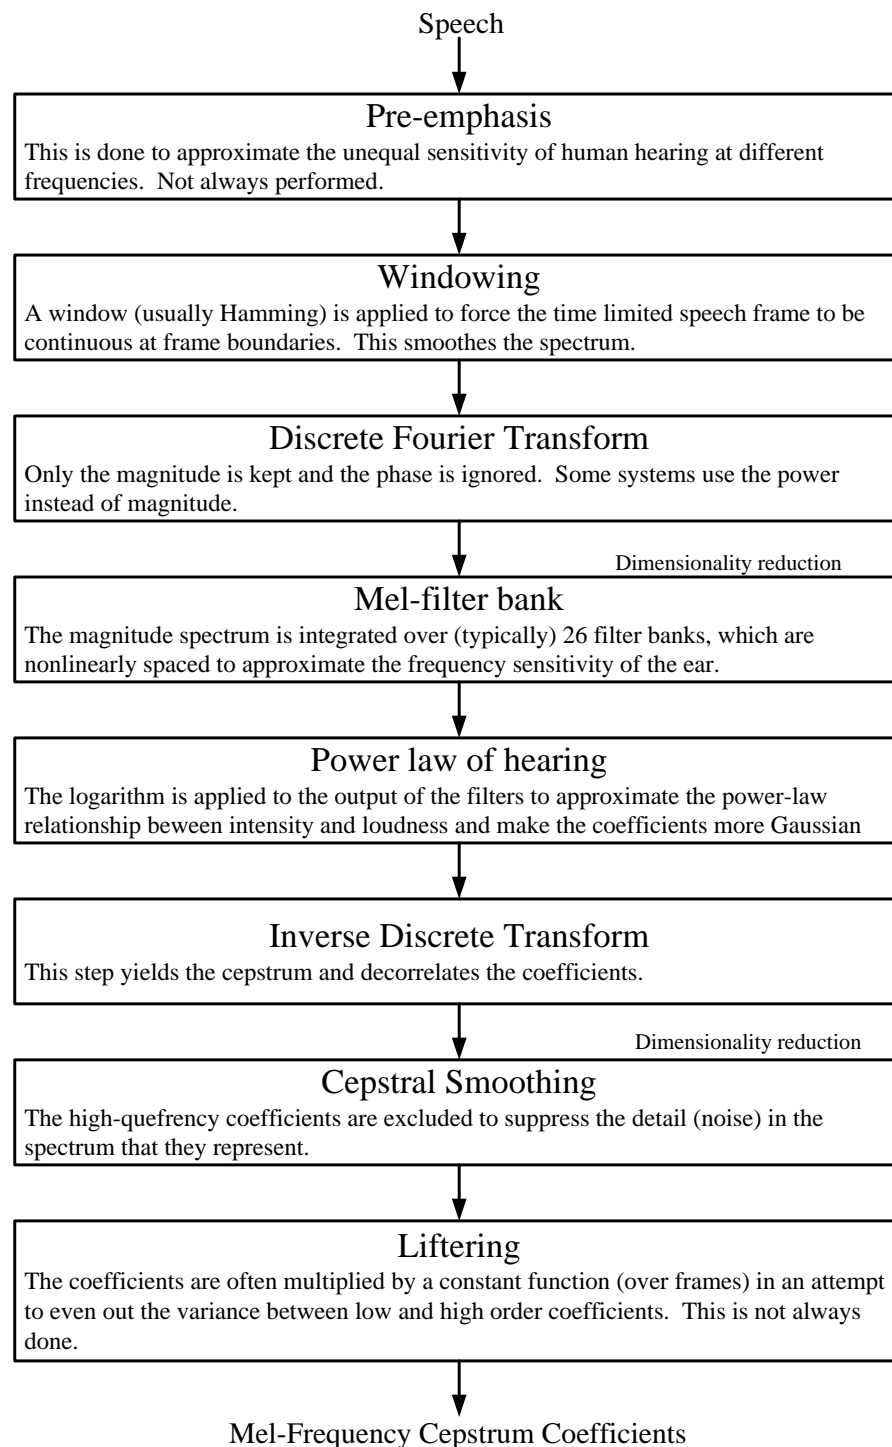 Speech
Pre-emphasis
This is done to approximate the unequal sensitivity of human hearing at different
frequencies.  Not always performed.
Windowing
A window (usually Hamming) is applied to force the time limited speech frame to be
continuous at frame boundaries.  This smoothes the spectrum.
Discrete Fourier Transform
Only the magnitude is kept and the phase is ignored.  Some systems use the power
instead of magnitude.
Dimensionality reduction
Mel-filter bank
The magnitude spectrum is integrated over (typically) 26 filter banks, which are
nonlinearly spaced to approximate the frequency sensitivity of the ear.
Power law of hearing
The logarithm is applied to the output of the filters to approximate the power-law
relationship beween intensity and loudness and make the coefficients more Gaussian
Inverse Discrete Transform
This step yields the cepstrum and decorrelates the coefficients.
Dimensionality reduction
Cepstral Smoothing
The high-quefrency coefficients are excluded to suppress the detail (noise) in the
spectrum that they represent.
Liftering
The coefficients are often multiplied by a constant function (over frames) in an attempt
to even out the variance between low and high order coefficients.  This is not always
done.
Mel-Frequency Cepstrum Coefficients